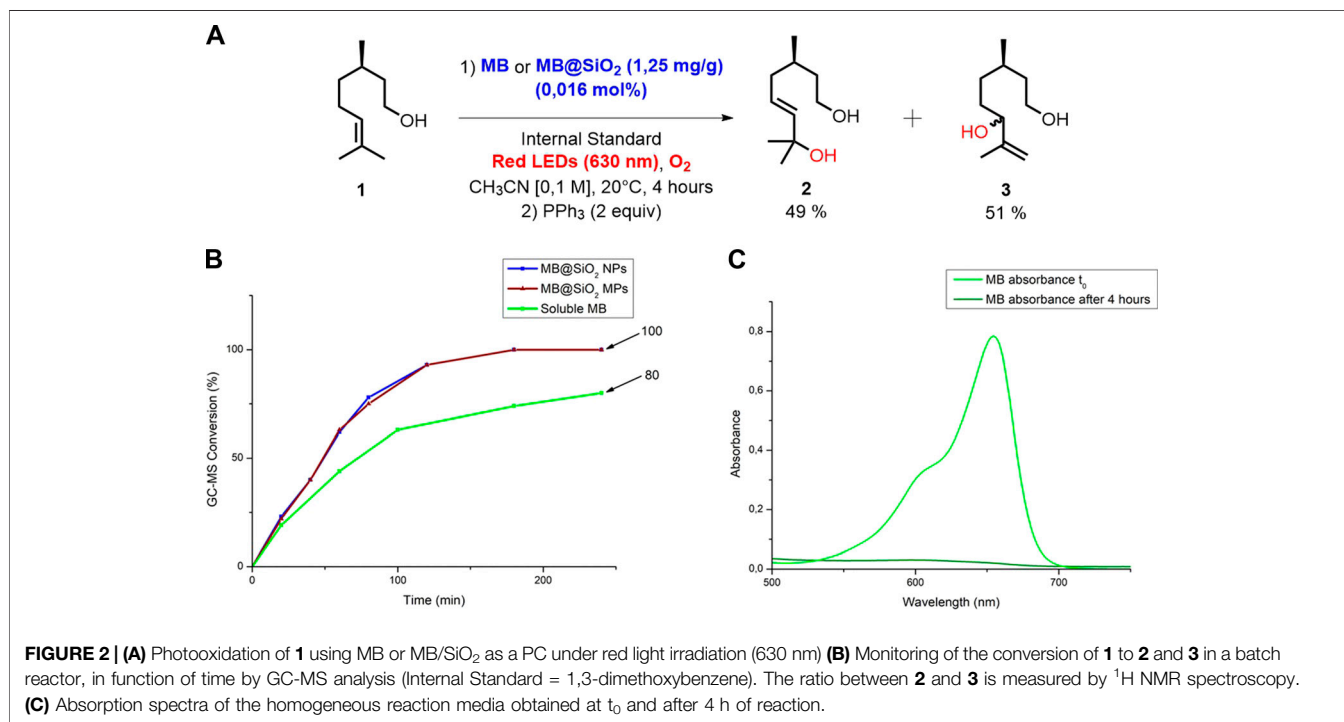 A
1) MB or MB@SiO₂ (1,25 mg/g)
(0,016 mol%)
Internal Standard
Red LEDs (630 nm), O₂
CH₃CN [0,1 M], 20°C, 4 hours
2) PPh₃ (2 equiv)
OH
1
OH
OH
2
49 %
+
HO
OH
3
51 %
B
MB@SiO₂ NPs
MB@SiO₂ MPs
Soluble MB
100
80
GC-MS Conversion (%)
100
50
0
0
100
200
Time (min)
C
MB absorbance t₀
MB absorbance after 4 hours
Absorbance
0,8
0,6
0,4
0,2
0,0
500
600
700
Wavelength (nm)
FIGURE 2 | (A) Photooxidation of 1 using MB or MB/SiO₂ as a PC under red light irradiation (630 nm) (B) Monitoring of the conversion of 1 to 2 and 3 in a batch
reactor, in function of time by GC-MS analysis (Internal Standard = 1,3-dimethoxybenzene). The ratio between 2 and 3 is measured by ¹H NMR spectroscopy.
(C) Absorption spectra of the homogeneous reaction media obtained at t₀ and after 4 h of reaction.